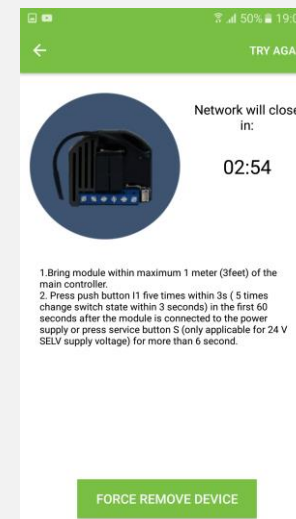 50% 19:0
TRY AGA
Network will close
in:
02:54
1.Bring module within maximum 1 meter (3feet) of the
main controller.
2. Press push button I1 five times within 3s ( 5 times
change switch state within 3 seconds) in the first 60
seconds after the module is connected to the power
supply or press service button S (only applicable for 24 V
SELV supply voltage) for more than 6 second.
FORCE REMOVE DEVICE